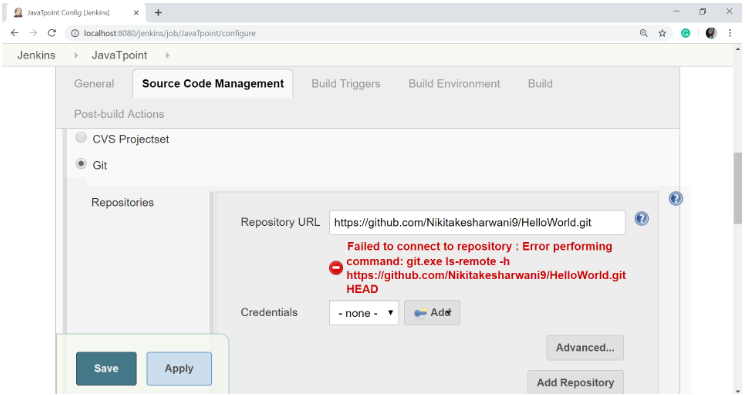 JavaTpoint Config [Jenkins]
localhost:8080/jenkins/job/JavaTpoint/configure
Jenkins JavaTpoint
General Source Code Management Build Triggers Build Environment Build
Post-build Actions
CVS Projectset
Git
Repositories
Repository URL https://github.com/Nikitakesharwani9/HelloWorld.git
Failed to connect to repository : Error performing
command: git.exe ls-remote -h
https://github.com/Nikitakesharwani9/HelloWorld.git
HEAD
Credentials - none - Add
Advanced...
Save Apply
Add Repository